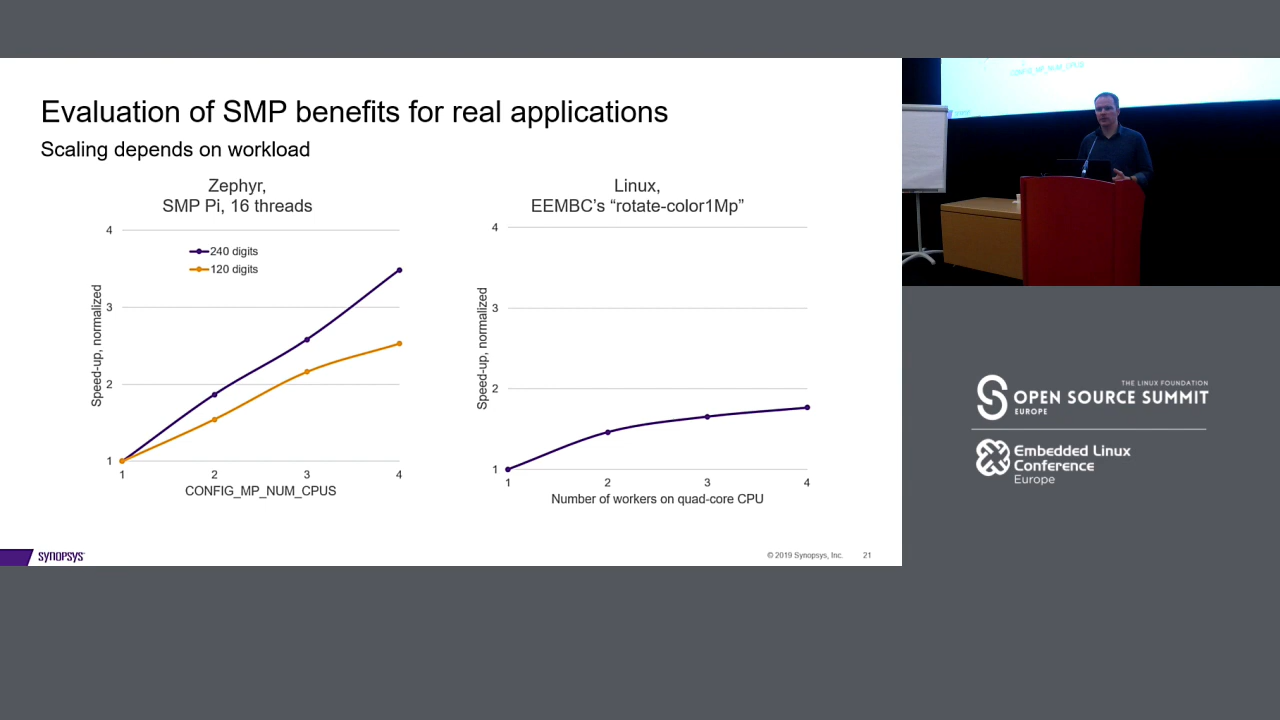 Evaluation of SMP benefits for real applications
Scaling depends on workload
Zephyr,
SMP Pi, 16 threads
4
3
2
1
240 digits
120 digits
Speed-up, normalized
1 2 3 4
CONFIG_MP_NUM_CPUS
Linux,
EEMBC's “rotate-color1Mp”
4
3
2
1
Speed-up, normalized
1 2 3 4
Number of workers on quad-core CPU
SYNOPSYS
© 2019 Synopsys, Inc. 21
CONFIG_MP_NUM_CPUS
THE LINUX FOUNDATION
OPEN SOURCE SUMMIT
EUROPE
Embedded Linux
Conference
Europe